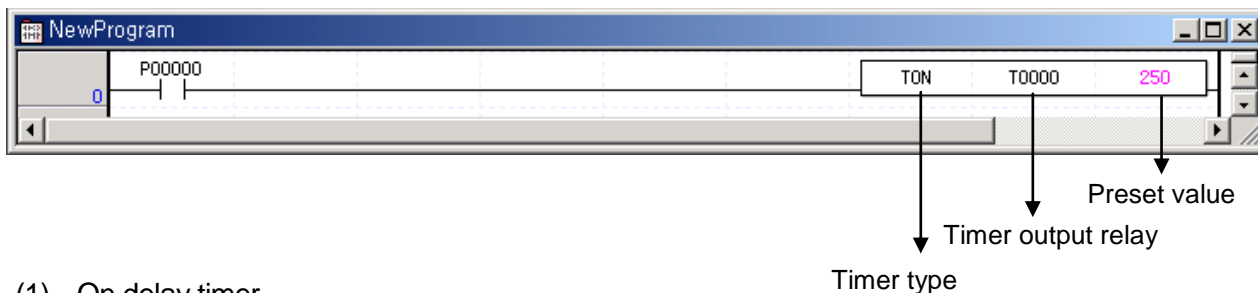 NewProgram
P00000
TON T0000 250
0
Preset value
Timer output relay
Timer type
(1) On delay timer